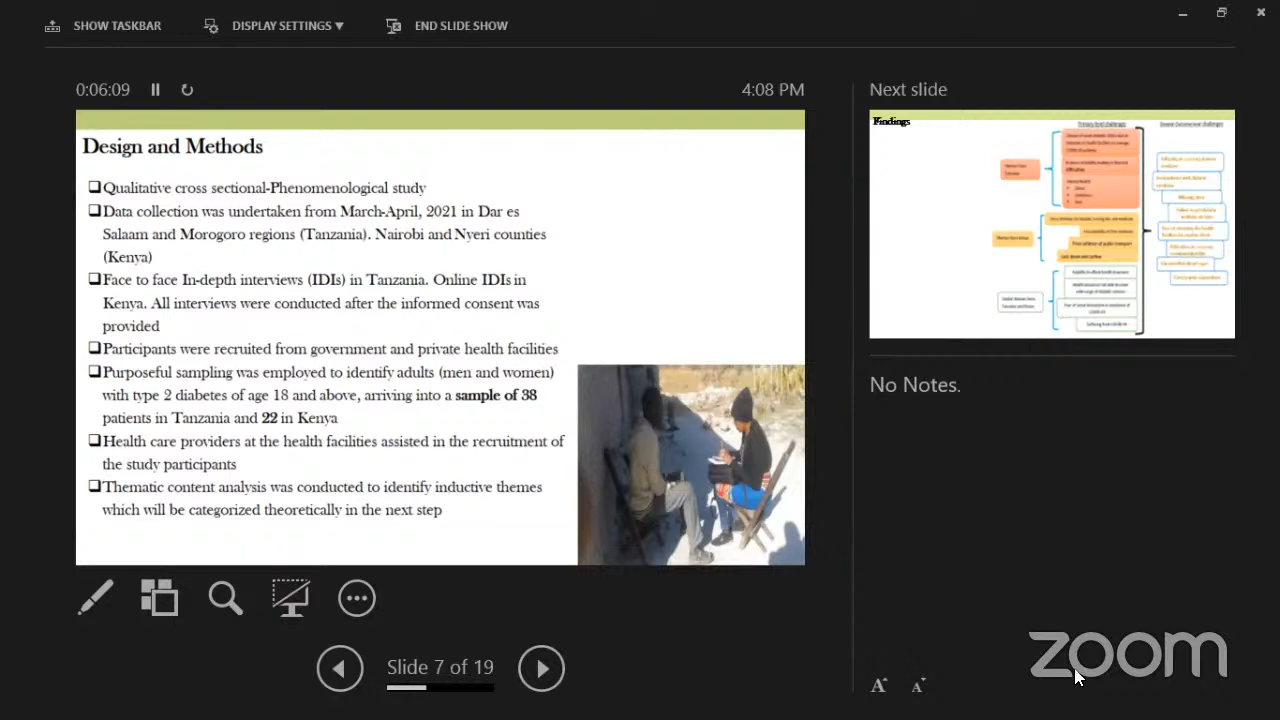 SHOW TASKBAR
DISPLAY SETTINGS ▼
END SLIDE SHOW
0:06:09
4:08 PM
Design and Methods
❑Qualitative cross sectional-Phenomenological study
❑Data collection was undertaken from March-April, 2021 in Dar es
Salaam and Morogoro regions (Tanzania). Nairobi and Nyeri counties
(Kenya)
❑Face to face In-depth interviews (IDIs) in Tanzania. Online IDIs in
Kenya. All interviews were conducted after the informed consent was
provided
❑Participants were recruited from government and private health facilities
❑Purposeful sampling was employed to identify adults (men and women)
with type 2 diabetes of age 18 and above, arriving into a sample of 38
patients in Tanzania and 22 in Kenya
❑Health care providers at the health facilities assisted in the recruitment of
the study participants
❑Thematic content analysis was conducted to identify inductive themes
which will be categorized theoretically in the next step
Slide 7 of 19
Next slide
Findings
No Notes.
A A
zoom